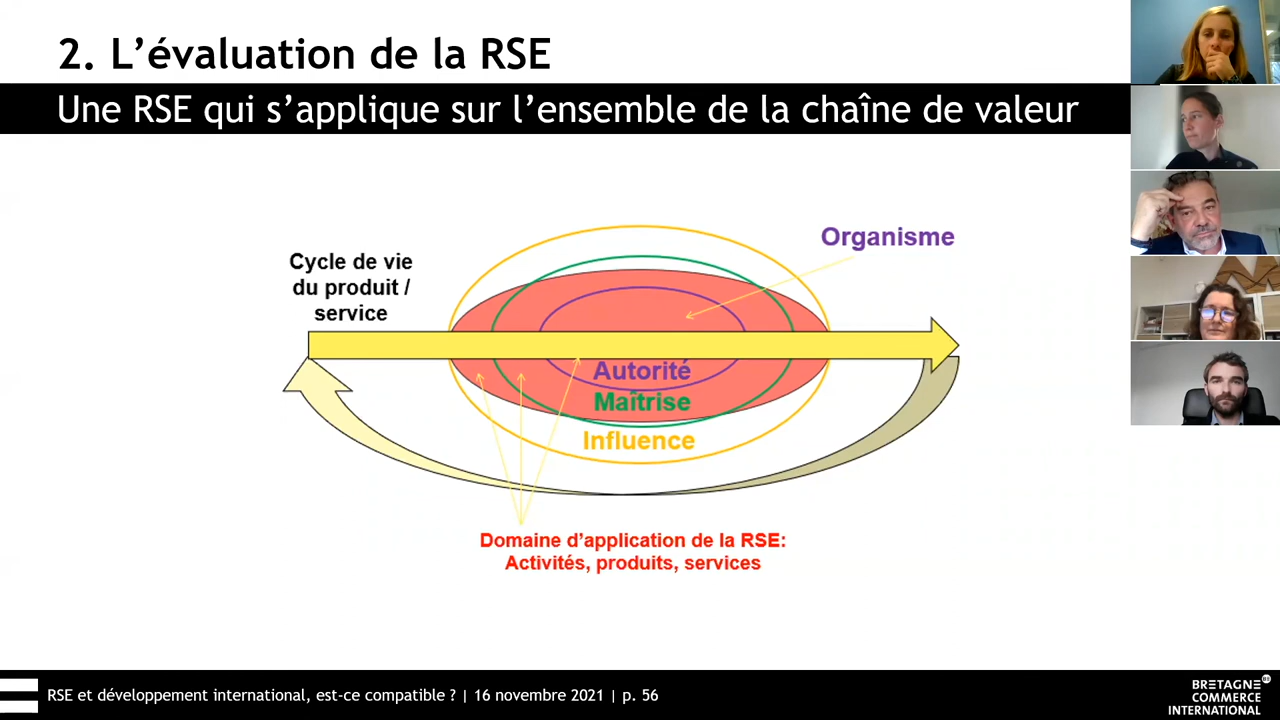 2. L’évaluation de la RSE
Une RSE qui s’applique sur l’ensemble de la chaîne de valeur
Organisme
Cycle de vie
du produit /
service
Autorité
Maîtrise
Influence
Domaine d’application de la RSE:
Activités, produits, services
RSE et développement international, est-ce compatible ? | 16 novembre 2021 | p. 56
BRETAGNE
COMMERCE
INTERNATIONAL